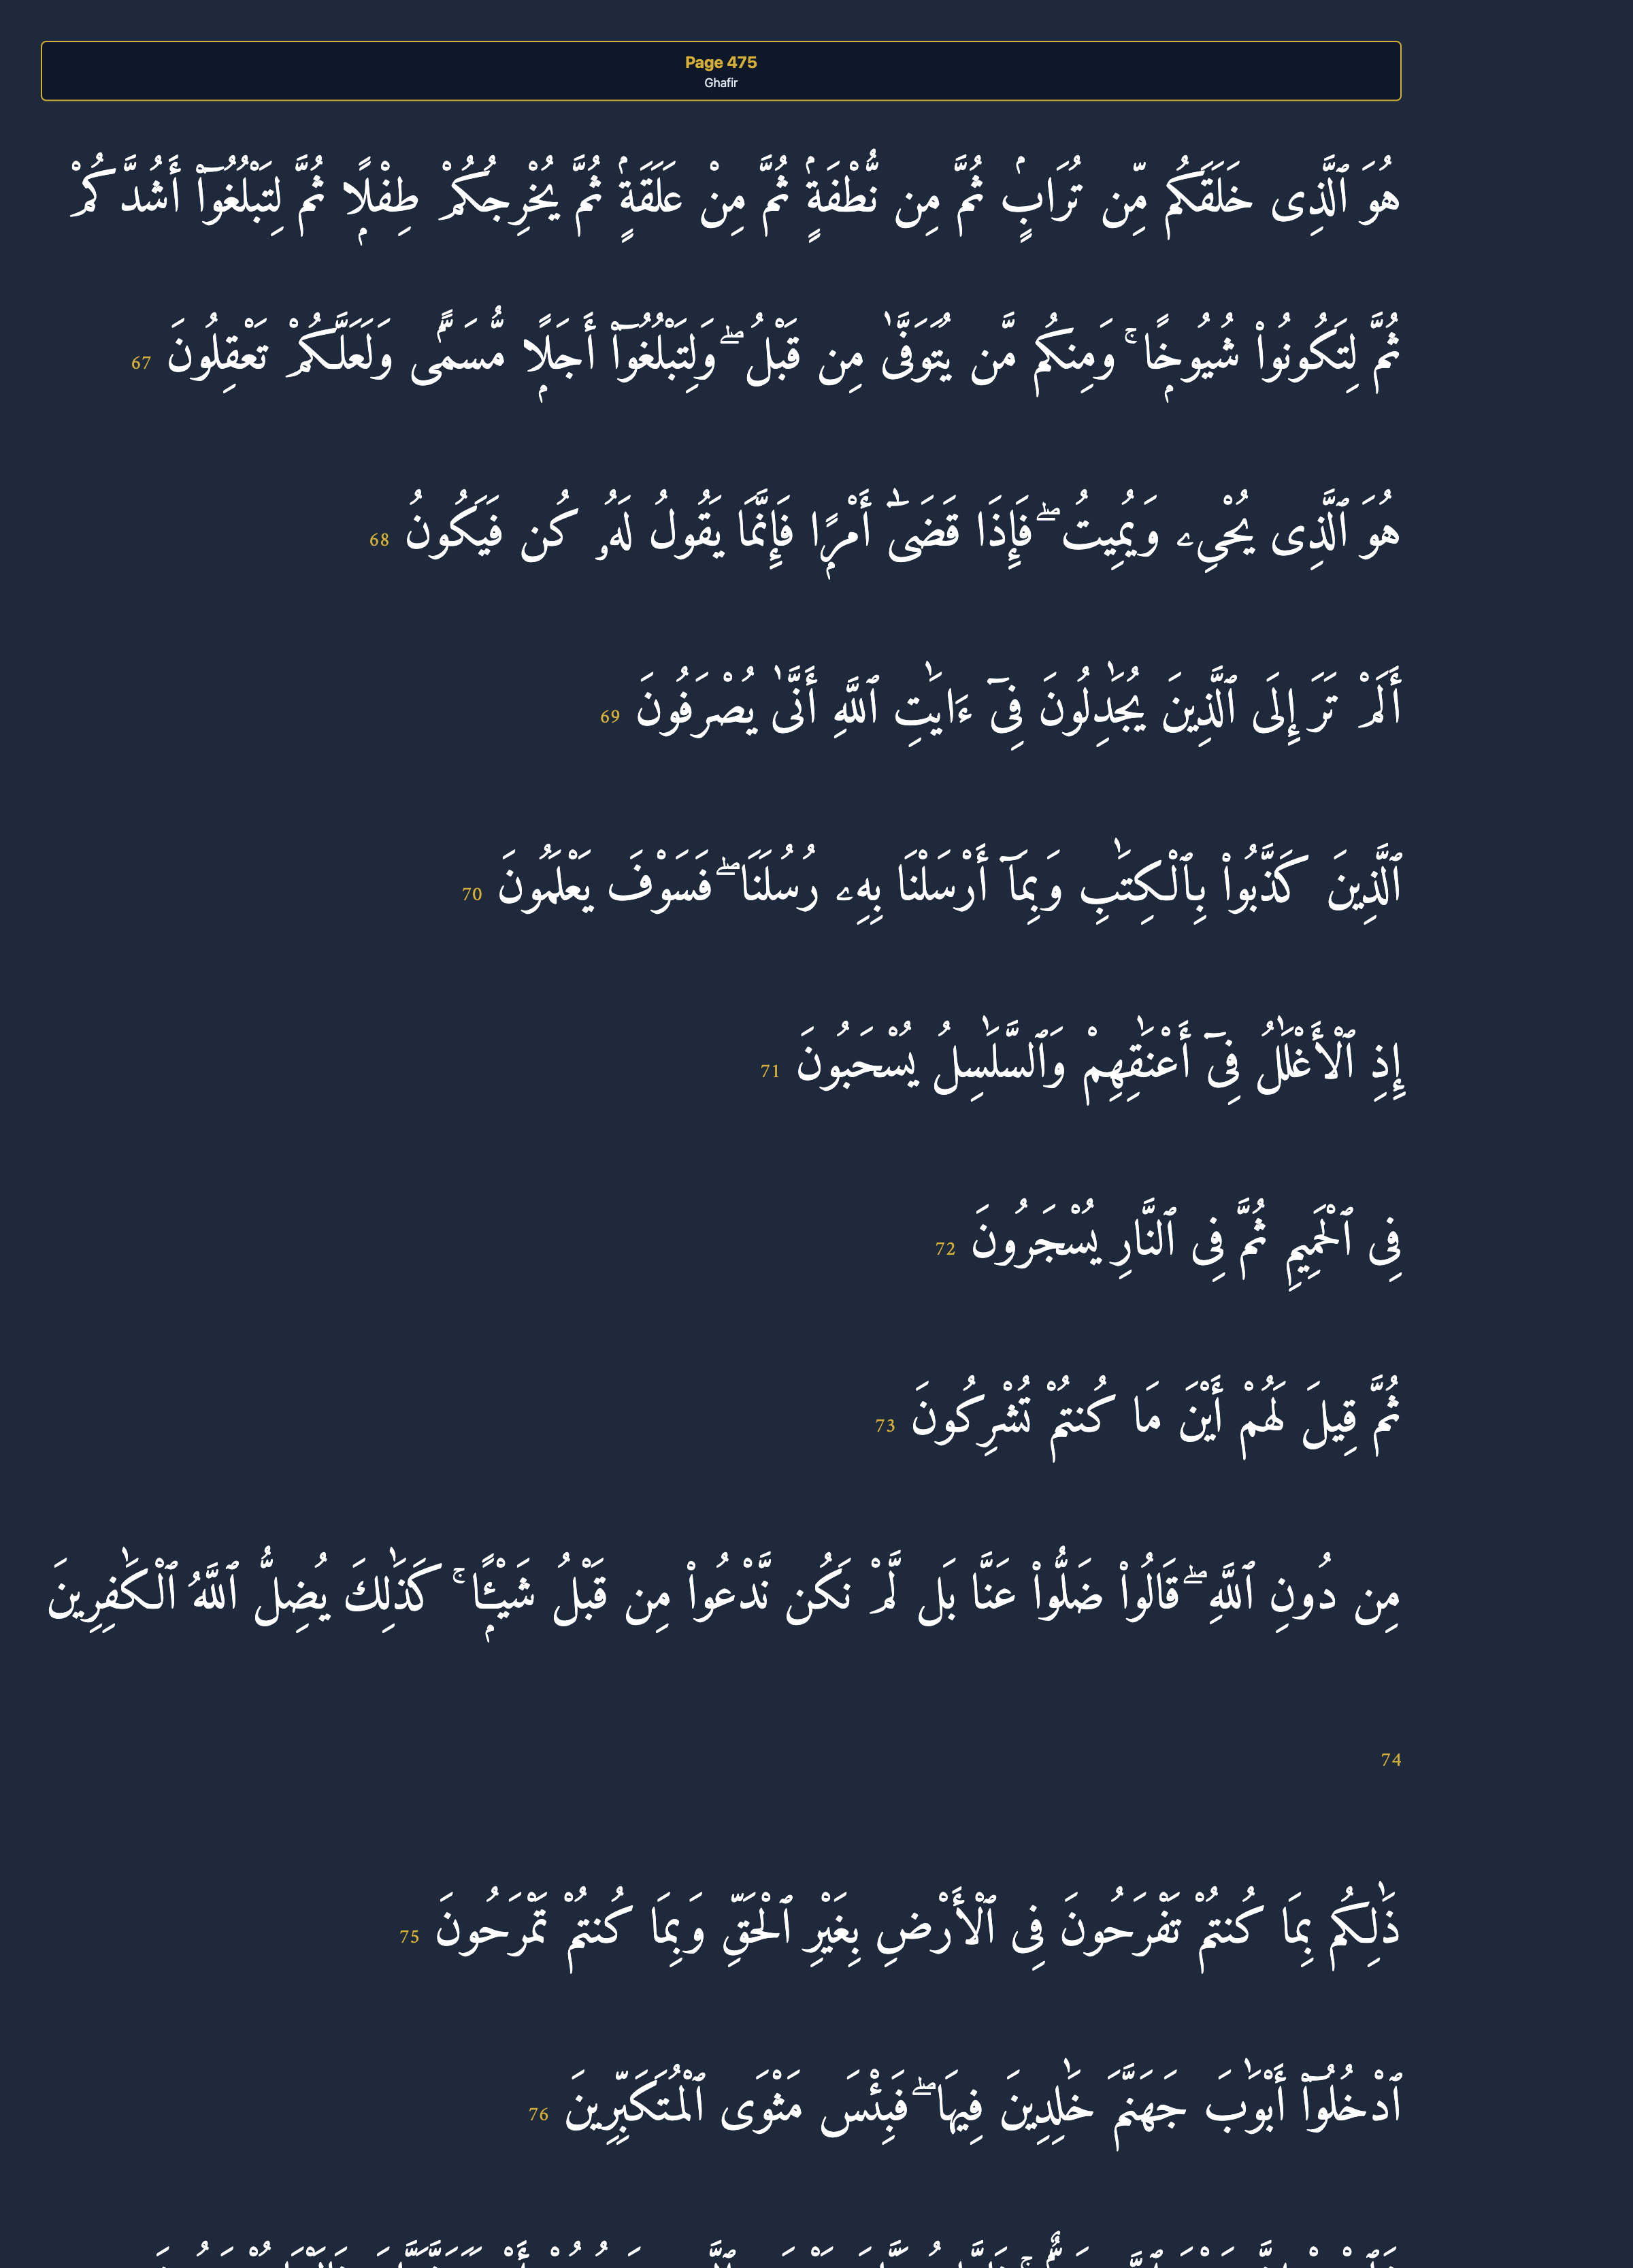 Page 475
Ghafir
هُوَ ٱلَّذِى خَلَقَكُم مِّن تُرَابٍۢ ثُمَّ مِن نُّطْفَةٍۢ ثُمَّ مِنْ عَلَقَةٍۢ ثُمَّ يُخْرِجُكُمْ طِفْلًۭا ثُمَّ لِتَبْلُغُوٓا۟ أَشُدَّكُمْ
ثُمَّ لِتَكُونُوا۟ شُيُوخًۭا ۚ وَمِنكُم مَّن يُتَوَفَّىٰ مِن قَبْلُ ۖ وَلِتَبْلُغُوٓا۟ أَجَلًۭا مُّسَمًّۭى وَلَعَلَّكُمْ تَعْقِلُونَ 67
هُوَ ٱلَّذِى يُحْىِۦ وَيُمِيتُ ۖ فَإِذَا قَضَىٰٓ أَمْرًۭا فَإِنَّمَا يَقُولُ لَهُۥ كُن فَيَكُونُ 68
أَلَمْ تَرَ إِلَى ٱلَّذِينَ يُجَٰدِلُونَ فِىٓ ءَايَٰتِ ٱللَّهِ أَنَّىٰ يُصْرَفُونَ 69
ٱلَّذِينَ كَذَّبُوا۟ بِٱلْكِتَٰبِ وَبِمَآ أَرْسَلْنَا بِهِۦ رُسُلَنَا ۖ فَسَوْفَ يَعْلَمُونَ 70
إِذِ ٱلْأَغْلَٰلُ فِىٓ أَعْنَٰقِهِمْ وَٱلسَّلَٰسِلُ يُسْحَبُونَ 71
فِى ٱلْحَمِيمِ ثُمَّ فِى ٱلنَّارِ يُسْجَرُونَ 72
ثُمَّ قِيلَ لَهُمْ أَيْنَ مَا كُنتُمْ تُشْرِكُونَ 73
مِن دُونِ ٱللَّهِ ۖ قَالُوا۟ ضَلُّوا۟ عَنَّا بَل لَّمْ نَكُن نَّدْعُوا۟ مِن قَبْلُ شَيْـًۭٔا ۚ كَذَٰلِكَ يُضِلُّ ٱللَّهُ ٱلْكَٰفِرِينَ
74
ذَٰلِكُم بِمَا كُنتُمْ تَفْرَحُونَ فِى ٱلْأَرْضِ بِغَيْرِ ٱلْحَقِّ وَبِمَا كُنتُمْ تَمْرَحُونَ 75
ٱدْخُلُوٓا۟ أَبْوَٰبَ جَهَنَّمَ خَٰلِدِينَ فِيهَا ۖ فَبِئْسَ مَثْوَى ٱلْمُتَكَبِّرِينَ 76